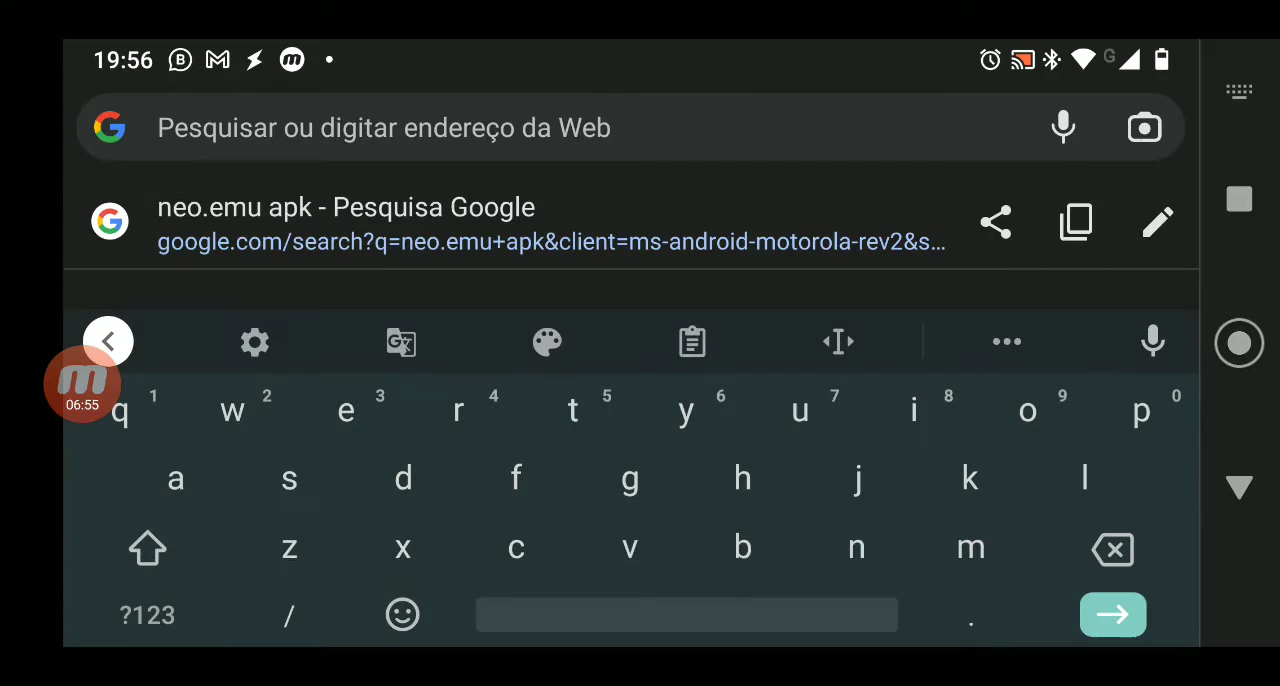 19:56
G
Pesquisar ou digitar endereço da Web
neo.emu apk - Pesquisa Google
google.com/search?q=neo.emu+apk&client=ms-android-motorola-rev2&s...
06:55
q 1 w 2 e 3 r 4 t 5 y 6 u 7 i 8 o 9 p 0
a s d f g h j k l
z x c v b n m
?123 / .